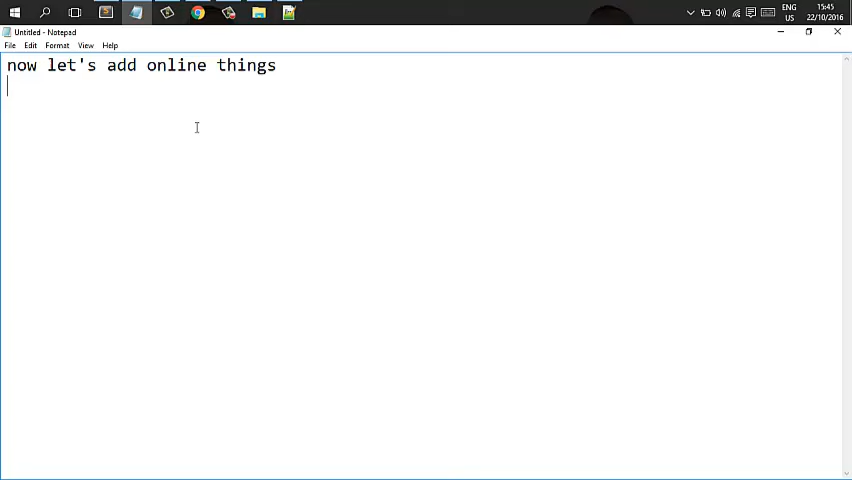 ENG
15:45
US
22/10/2016
Untitled - Notepad
File Edit Format View Help
now let's add online things